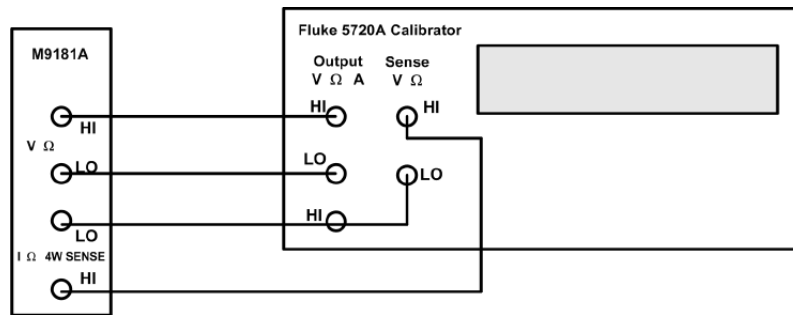 Fluke 5720A Calibrator
M9181A
Output Sense
V Ω A V Ω
HI HI
HI
V Ω
LO
LO LO
HI
LO
I Ω 4W SENSE
HI